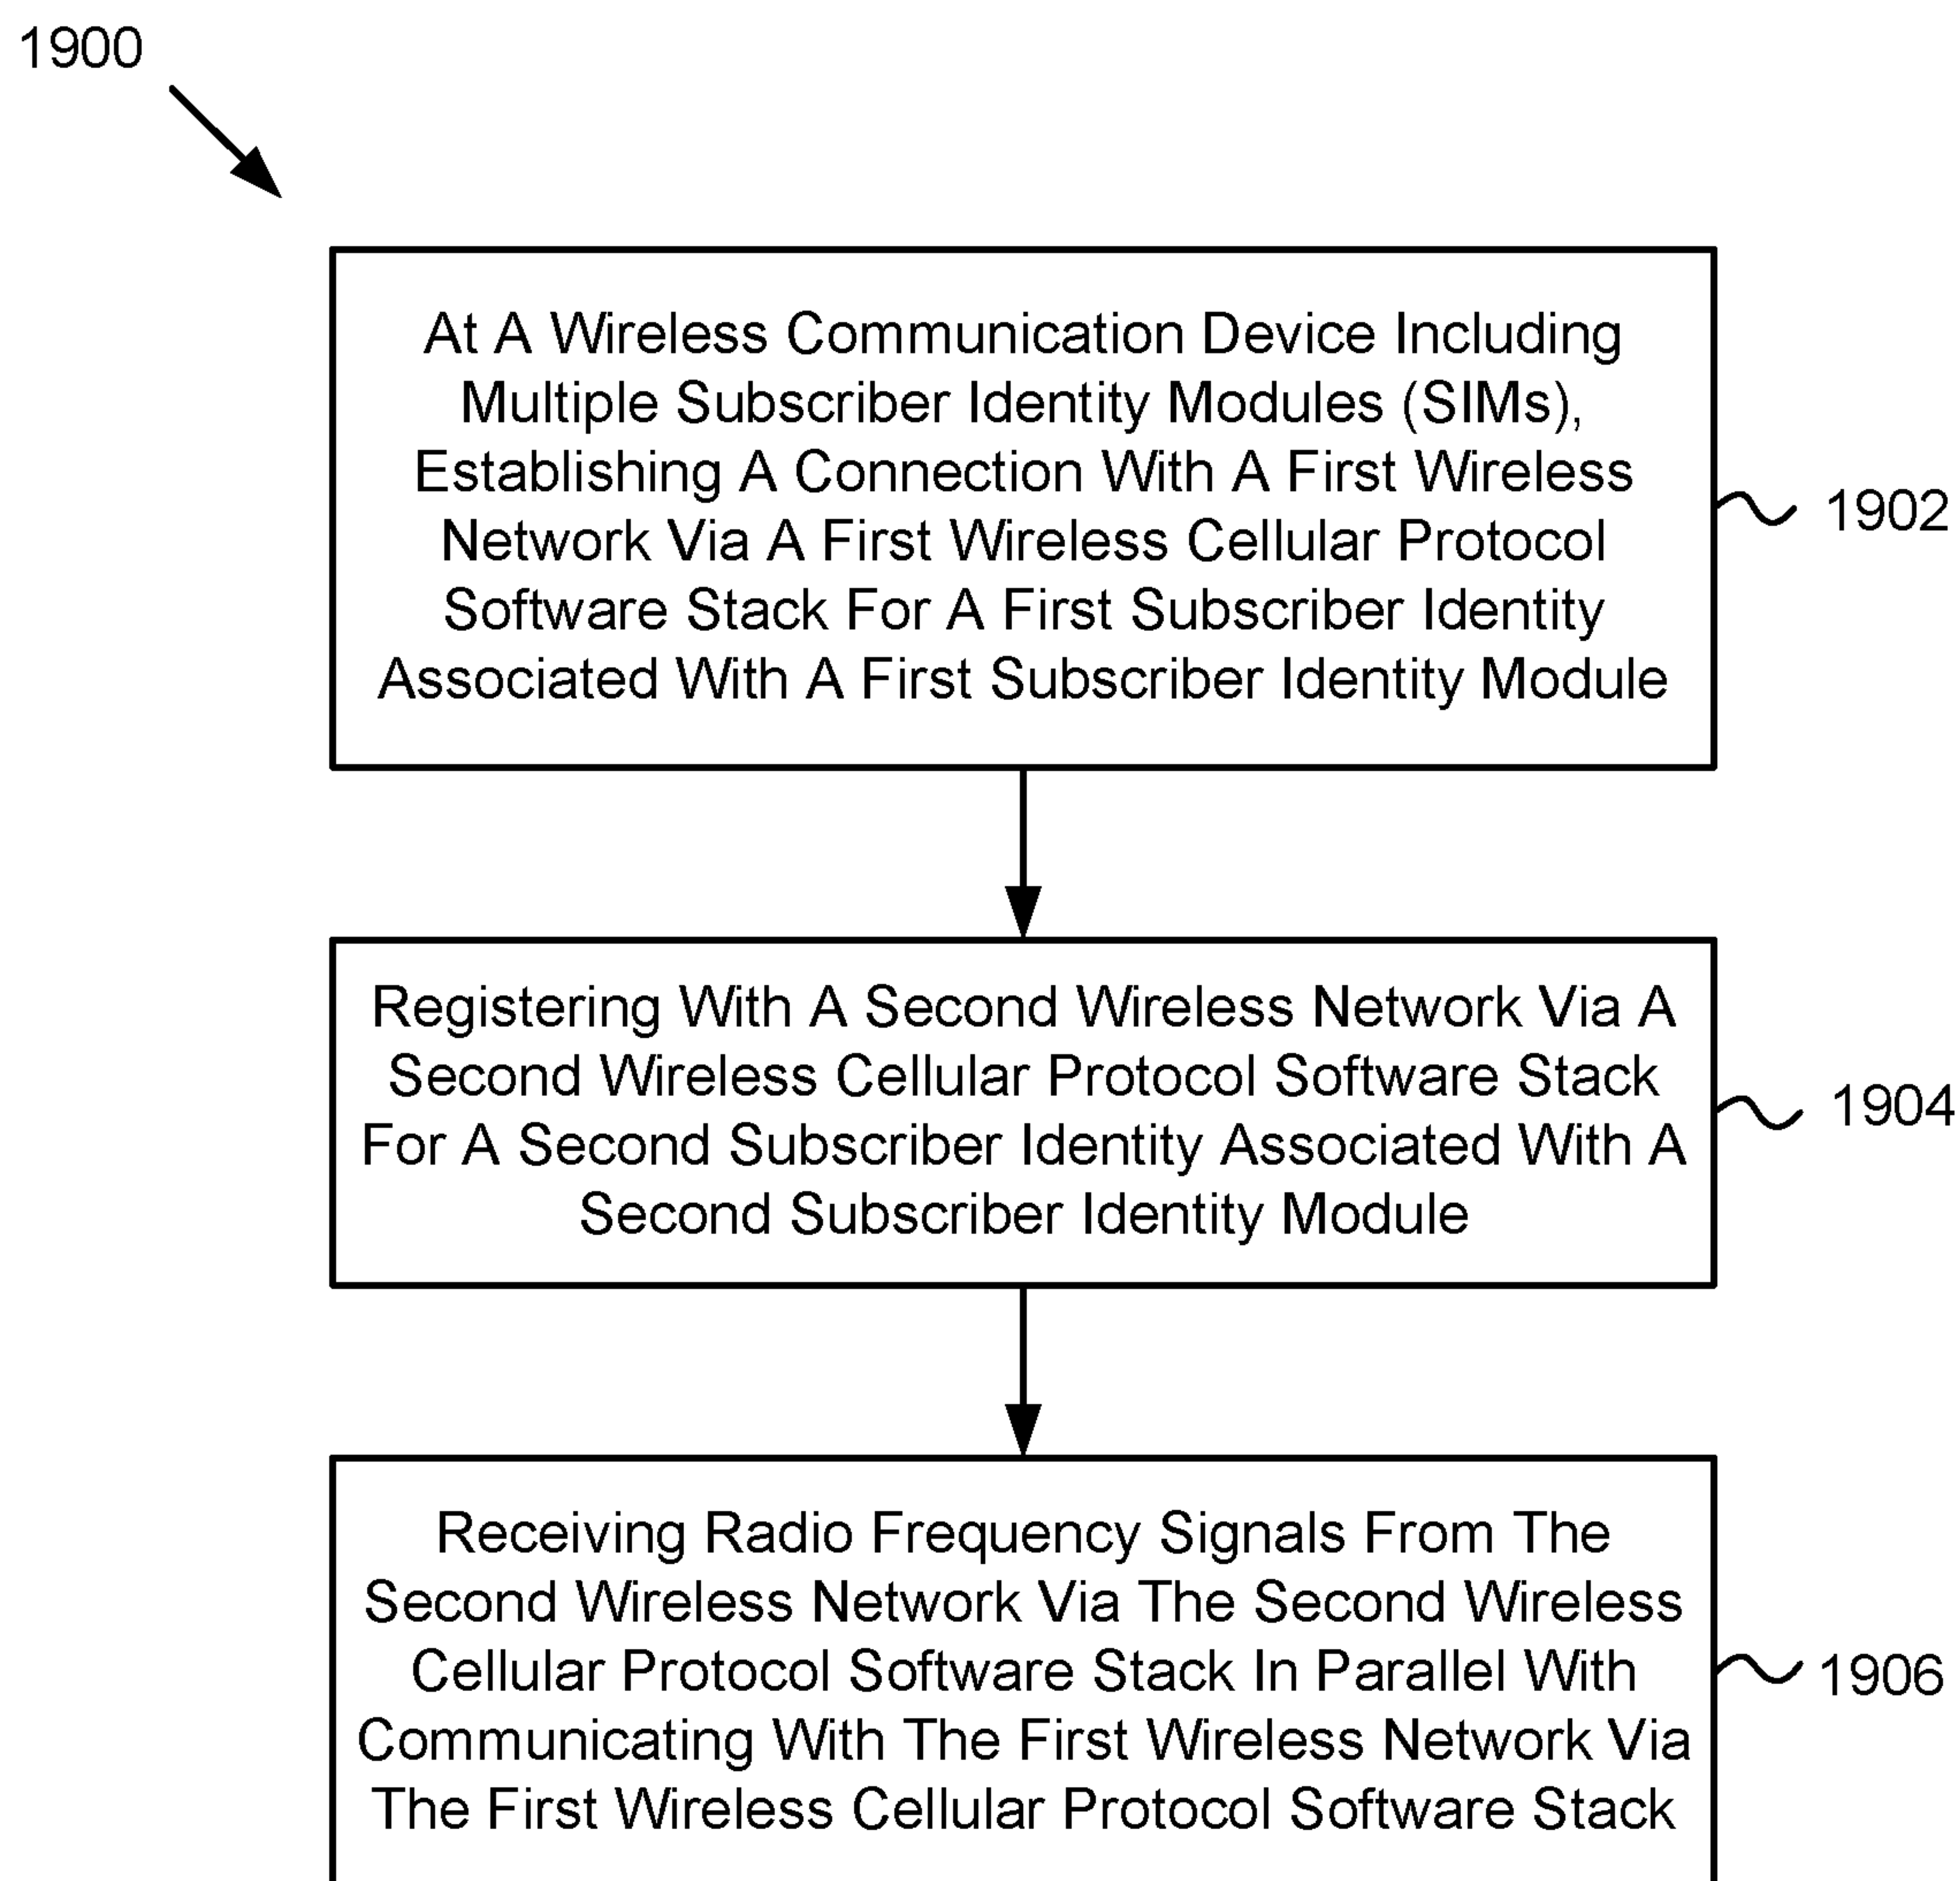 1900
At A Wireless Communication Device Including
Multiple Subscriber Identity Modules (SIMs),
Establishing A Connection With A First Wireless
Network Via A First Wireless Cellular Protocol
Software Stack For A First Subscriber Identity
Associated With A First Subscriber Identity Module
1902
Registering With A Second Wireless Network Via A
Second Wireless Cellular Protocol Software Stack
For A Second Subscriber Identity Associated With A
Second Subscriber Identity Module
1904
Receiving Radio Frequency Signals From The
Second Wireless Network Via The Second Wireless
Cellular Protocol Software Stack In Parallel With
Communicating With The First Wireless Network Via
The First Wireless Cellular Protocol Software Stack
1906